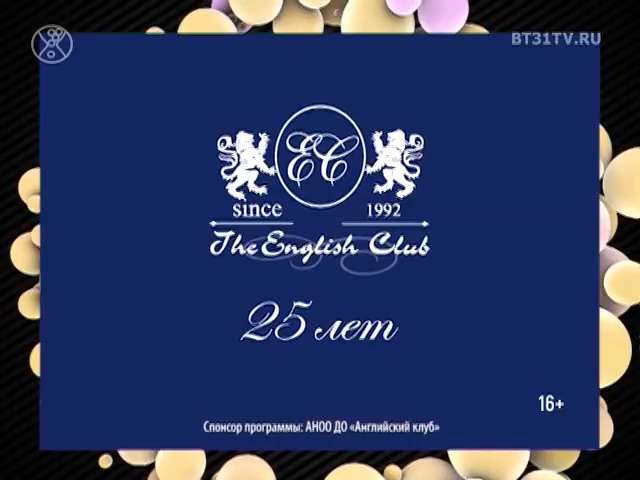 BT31TV.RU
EC
since 1992
The English Club
25 лет
16+
Спонсор программы: АНОО ДО «Английский клуб»